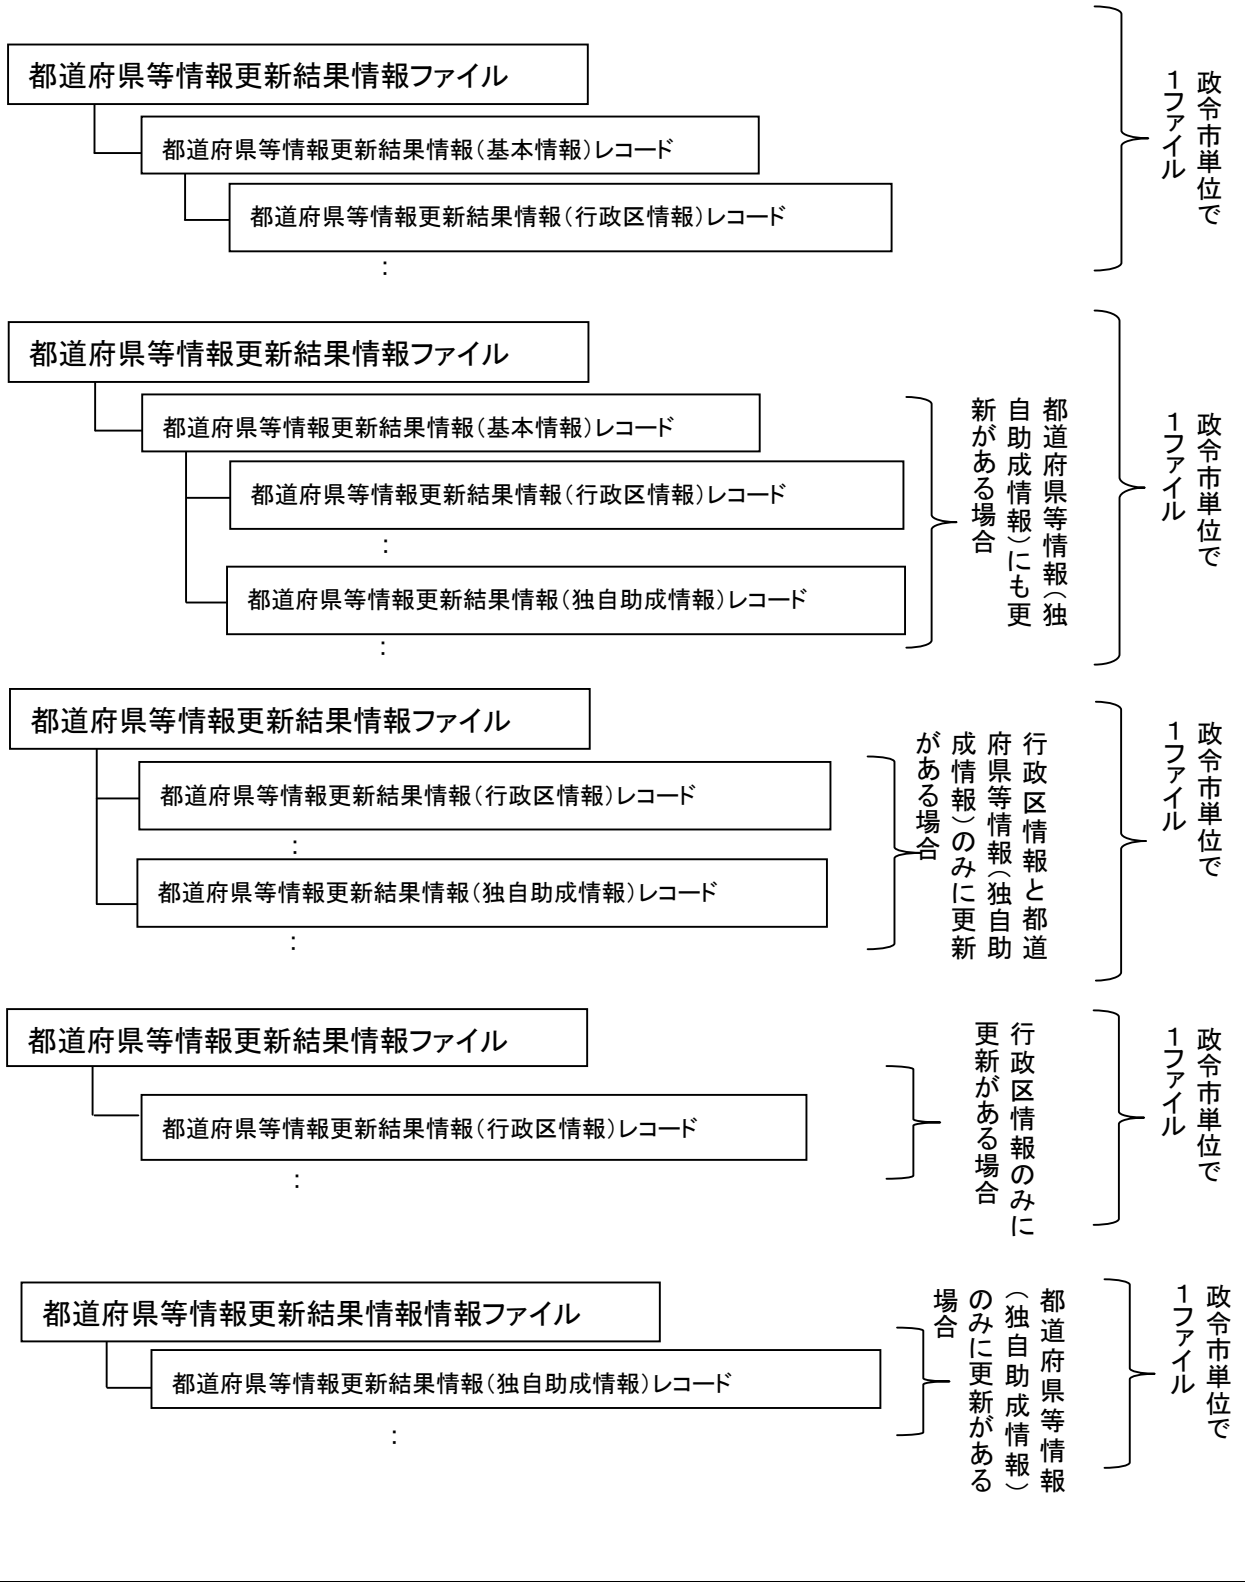 都道府県等情報更新結果情報ファイル
都道府県等情報更新結果情報（基本情報）レコード
都道府県等情報更新結果情報（行政区情報）レコード
：
政令市単位で
１ファイル
都道府県等情報更新結果情報ファイル
都道府県等情報更新結果情報（基本情報）レコード
都道府県等情報更新結果情報（行政区情報）レコード
：
都道府県等情報更新結果情報（独自助成情報）レコード
：
都道府県等情報（独
自助成情報）にも更
新がある場合
政令市単位で
１ファイル
都道府県等情報更新結果情報ファイル
都道府県等情報更新結果情報（行政区情報）レコード
：
都道府県等情報更新結果情報（独自助成情報）レコード
：
行政区情報と都道
府県等情報（独自助
成情報）のみに更新
がある場合
政令市単位で
１ファイル
都道府県等情報更新結果情報ファイル
都道府県等情報更新結果情報（行政区情報）レコード
：
行政区情報のみに
更新がある場合
政令市単位で
１ファイル
都道府県等情報更新結果情報情報ファイル
都道府県等情報更新結果情報（独自助成情報）レコード
：
都道府県等情報
（独自助成情報）
のみに更新がある
場合
政令市単位で
１ファイル